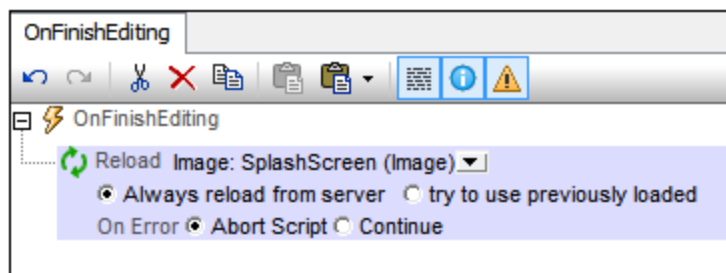 OnFinishEditing
OnFinishEditing
Reload Image: SplashScreen (Image)
Always reload from server try to use previously loaded
On Error Abort Script Continue